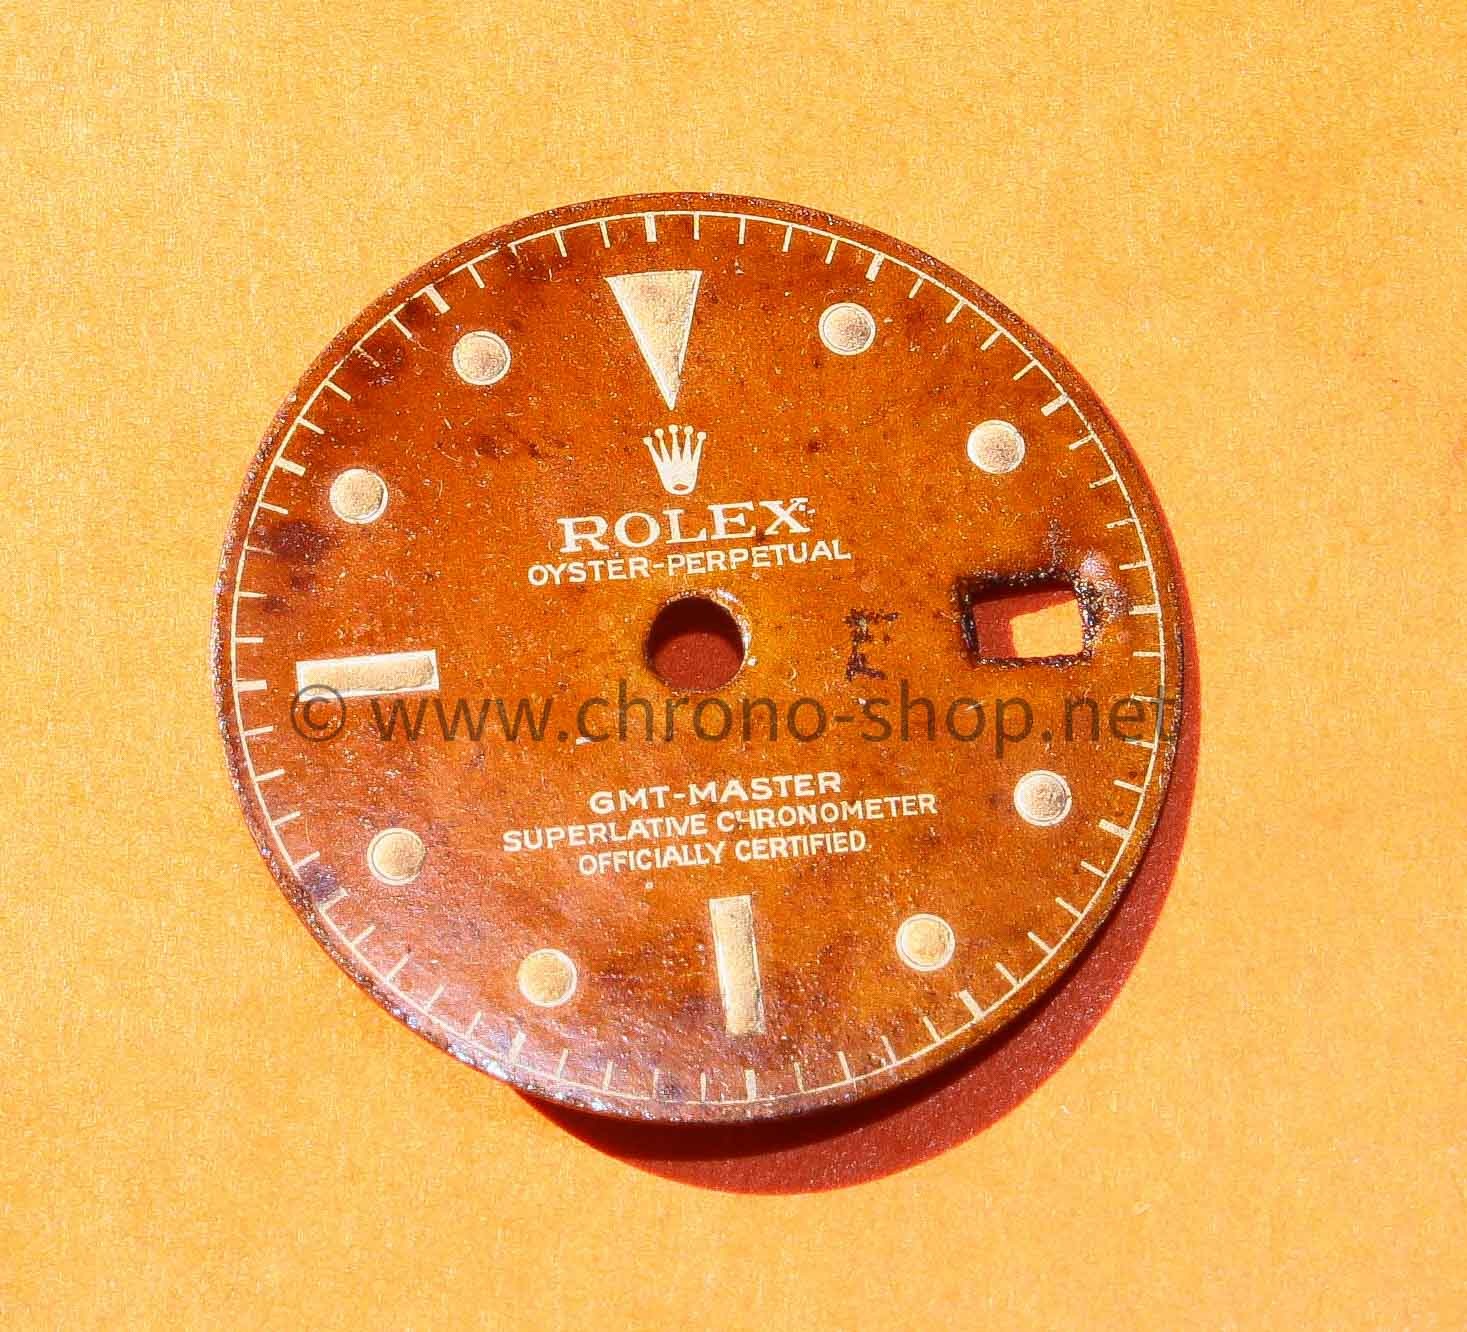 ROLEX
OYSTER-PERPETUAL
© www.chrono-shop.net
GMT-MASTER
SUPERLATIVE CHRONOMETER
OFFICIALLY CERTIFIED